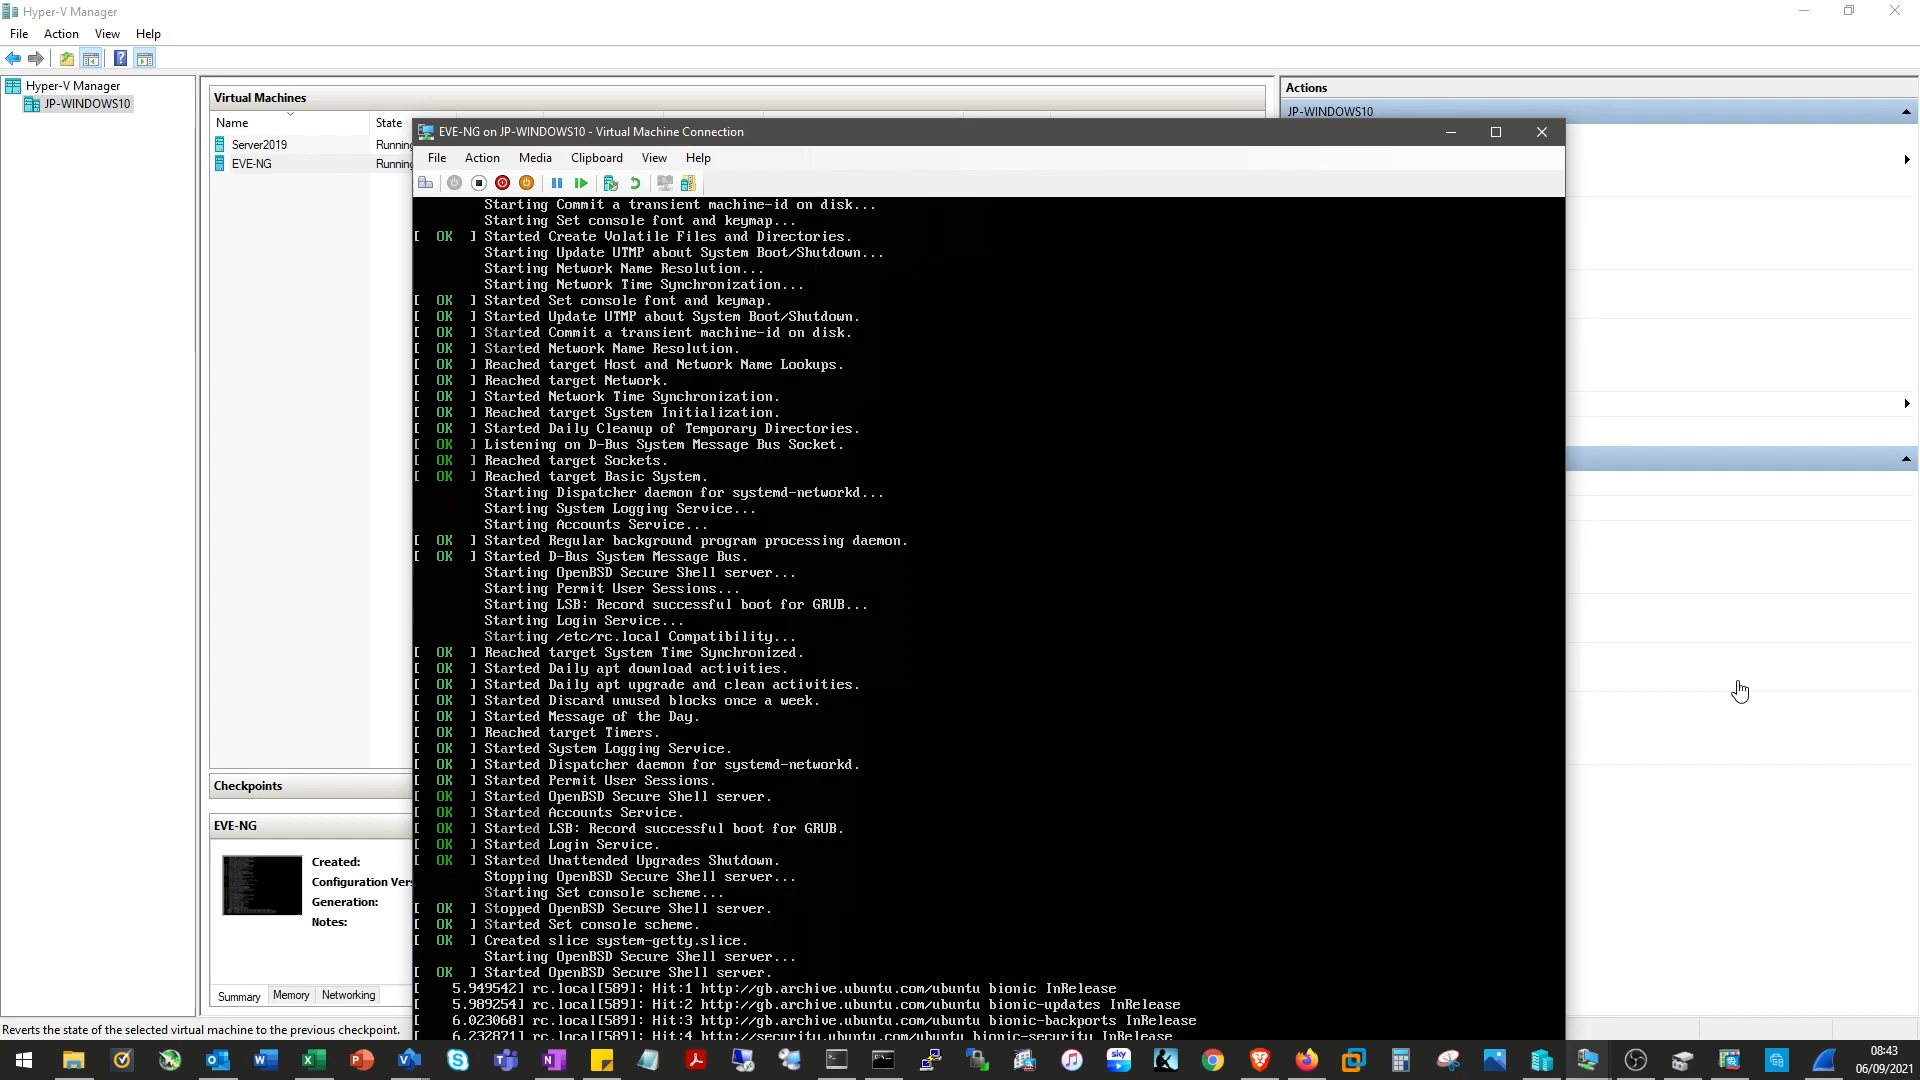 Hyper-V Manager
File Action View Help
Hyper-V Manager
JP-WINDOWS10
Virtual Machines
Name State
Server2019 Running
EVE-NG Running
Actions
JP-WINDOWS10
EVE-NG on JP-WINDOWS10 - Virtual Machine Connection
File Action Media Clipboard View Help
Starting Commit a transient machine-id on disk...
Starting Set console font and keymap...
[ OK ] Started Create Volatile Files and Directories.
Starting Update UTMP about System Boot/Shutdown...
Starting Network Name Resolution...
Starting Network Time Synchronization...
[ OK ] Started Set console font and keymap.
[ OK ] Started Update UTMP about System Boot/Shutdown.
[ OK ] Started Commit a transient machine-id on disk.
[ OK ] Started Network Name Resolution.
[ OK ] Reached target Host and Network Name Lookups.
[ OK ] Reached target Network.
[ OK ] Started Network Time Synchronization.
[ OK ] Reached target System Initialization.
[ OK ] Started Daily Cleanup of Temporary Directories.
[ OK ] Listening on D-Bus System Message Bus Socket.
[ OK ] Reached target Sockets.
[ OK ] Reached target Basic System.
Starting Dispatcher daemon for systemd-networkd...
Starting System Logging Service...
Starting Accounts Service...
[ OK ] Started Regular background program processing daemon.
[ OK ] Started D-Bus System Message Bus.
Starting OpenBSD Secure Shell server...
Starting Permit User Sessions...
Starting LSB: Record successful boot for GRUB...
Starting Login Service...
Starting /etc/rc.local Compatibility...
[ OK ] Reached target System Time Synchronized.
[ OK ] Started Daily apt download activities.
[ OK ] Started Daily apt upgrade and clean activities.
[ OK ] Started Discard unused blocks once a week.
[ OK ] Started Message of the Day.
[ OK ] Reached target Timers.
[ OK ] Started System Logging Service.
[ OK ] Started Dispatcher daemon for systemd-networkd.
[ OK ] Started Permit User Sessions.
[ OK ] Started OpenBSD Secure Shell server.
[ OK ] Started Accounts Service.
[ OK ] Started LSB: Record successful boot for GRUB.
[ OK ] Started Login Service.
[ OK ] Started Unattended Upgrades Shutdown.
Stopping OpenBSD Secure Shell server...
Starting Set console scheme...
[ OK ] Stopped OpenBSD Secure Shell server.
[ OK ] Started Set console scheme.
[ OK ] Created slice system-getty.slice.
Starting OpenBSD Secure Shell server...
[ OK ] Started OpenBSD Secure Shell server.
[ 5.949542] rc.local[589]: Hit:1 http://gb.archive.ubuntu.com/ubuntu bionic InRelease
[ 5.989254] rc.local[589]: Hit:2 http://gb.archive.ubuntu.com/ubuntu bionic-updates InRelease
[ 6.023068] rc.local[589]: Hit:3 http://gb.archive.ubuntu.com/ubuntu bionic-backports InRelease
[ 6.232871] rc.local[589]: Hit:4 http://security.ubuntu.com/ubuntu bionic-security InRelease
Checkpoints
EVE-NG
Created:
Configuration Ver
Generation:
Notes:
Summary Memory Networking
Reverts the state of the selected virtual machine to the previous checkpoint.
sky
08:43
06/09/2021